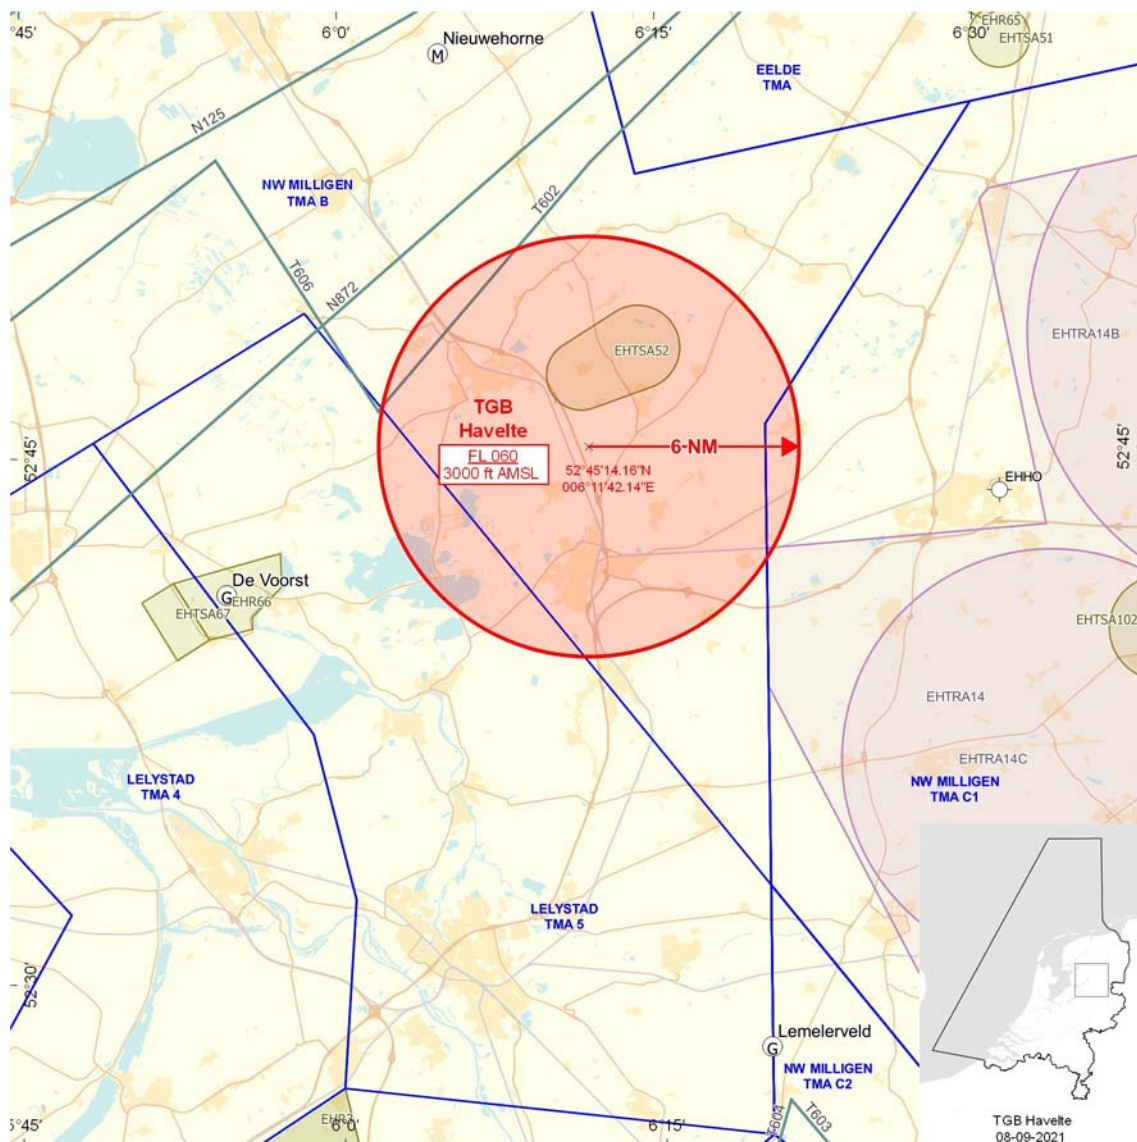 5°45'
6°0'
6°15'
6°30'
EHR65
EHTSA51
Nieuwehorne
M
EELDE
TMA
N125
NW MILLIGEN
TMA B
T602
T606
N872
EHTRA14B
EHTSA52
TGB
Havelte
FL 060
3000 ft AMSL
6-NM
52°45'14.16"N
006°11'42.14"E
52°45'
52°45'
EHHO
De Voorst
G
EHR66
EHTSA67
EHTSA102
EHTRA14
EHTRA14C
NW MILLIGEN
TMA C1
LELYSTAD
TMA 4
LELYSTAD
TMA 5
52°30'
Lemelerveld
G
NW MILLIGEN
TMA C2
EHR3
T604
T603
5°45'
6°0'
6°15'
TGB Havelte
08-09-2021